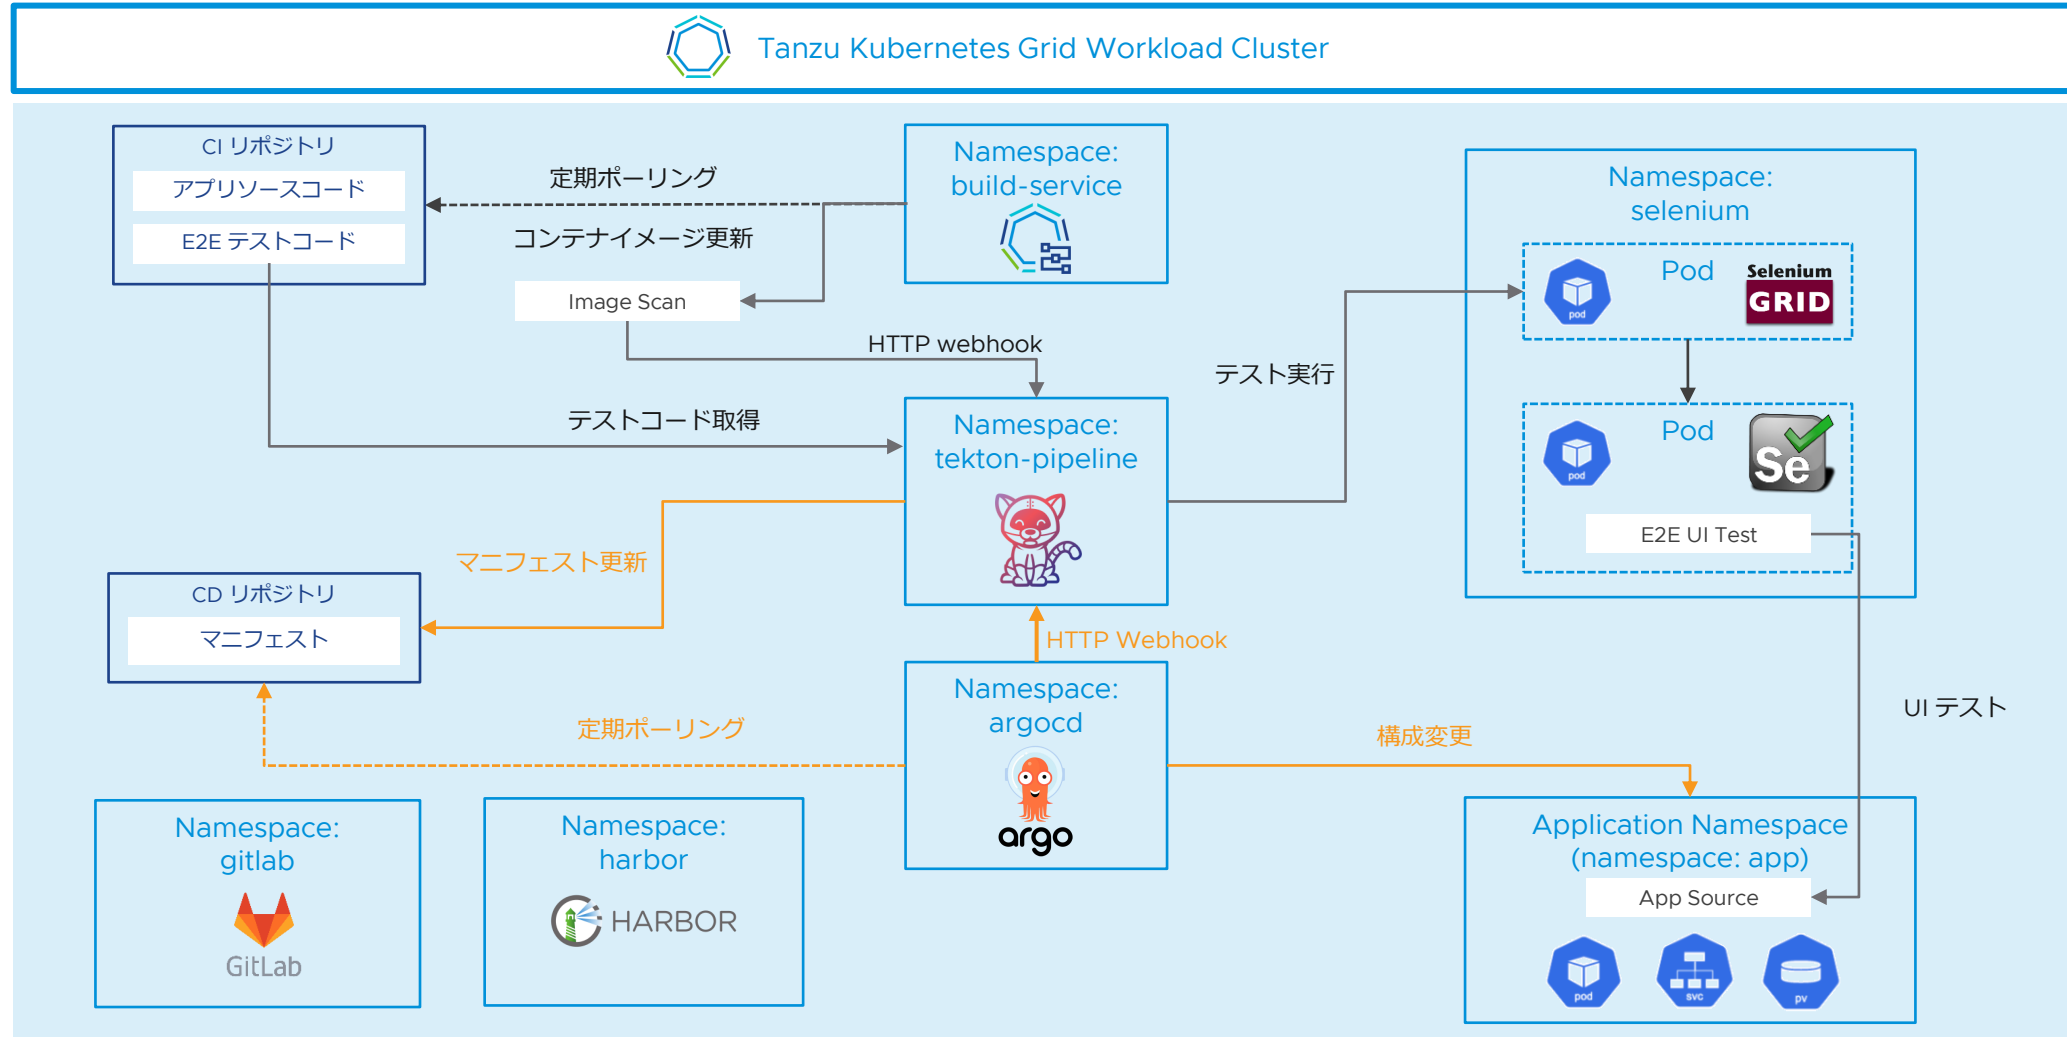 Tanzu Kubernetes Grid Workload Cluster
CI リポジトリ
アプリソースコード
E2E テストコード
定期ポーリング
コンテナイメージ更新
Image Scan
HTTP webhook
テストコード取得
Namespace:
build-service
Namespace:
tekton-pipeline
テスト実行
Namespace:
selenium
pod
Pod
Selenium
GRID
pod
Pod
Se
E2E UI Test
マニフェスト更新
CD リポジトリ
マニフェスト
HTTP Webhook
定期ポーリング
Namespace:
argocd
argo
構成変更
UI テスト
Namespace:
gitlab
GitLab
Namespace:
harbor
HARBOR
Application Namespace
(namespace: app)
App Source
pod
svc
pv